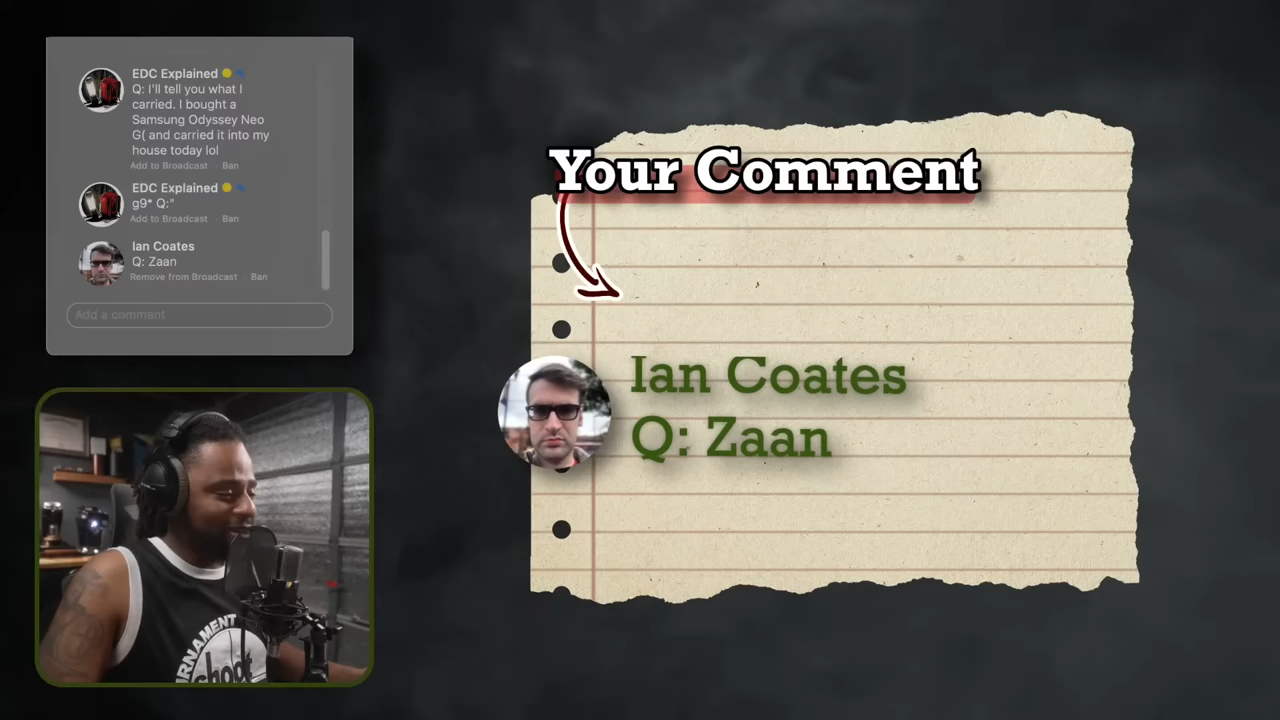 EDC Explained
Q: I'll tell you what I
carried. I bought a
Samsung Odyssey Neo
G( and carried it into my
house today lol
Add to Broadcast · Ban
EDC Explained
g9* Q:"
Add to Broadcast · Ban
Ian Coates
Q: Zaan
Remove from Broadcast · Ban
Add a comment
Your Comment
Ian Coates
Q: Zaan
shoot